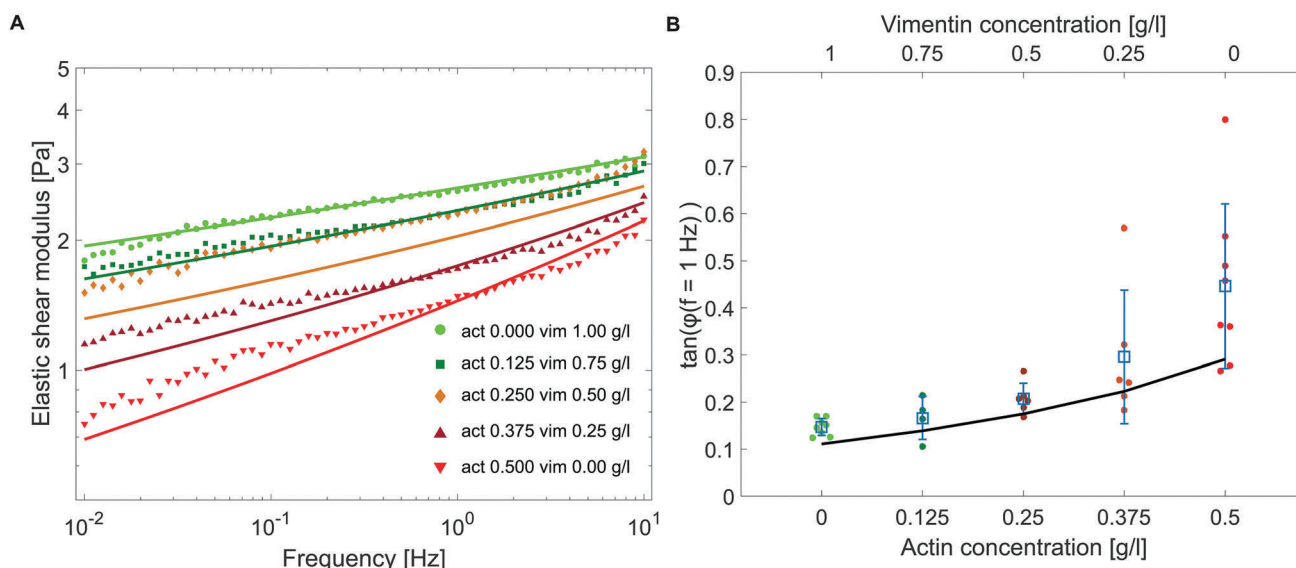 A
Elastic shear modulus [Pa]
5
4
3
2
1
act 0.000 vim 1.00 g/l
act 0.125 vim 0.75 g/l
act 0.250 vim 0.50 g/l
act 0.375 vim 0.25 g/l
act 0.500 vim 0.00 g/l
10-2 10-1 100 101
Frequency [Hz]
B
Vimentin concentration [g/l]
1 0.75 0.5 0.25 0
tan(φ(f = 1 Hz) )
0.9
0.8
0.7
0.6
0.5
0.4
0.3
0.2
0.1
0
0 0.125 0.25 0.375 0.5
Actin concentration [g/l]